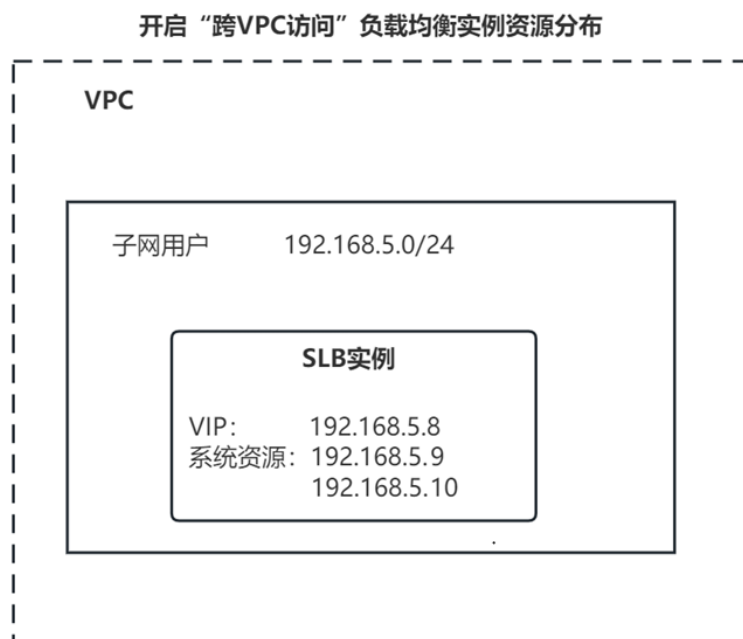 开启“跨VPC访问”负载均衡实例资源分布
VPC
子网用户 192.168.5.0/24
SLB实例
VIP: 192.168.5.8
系统资源: 192.168.5.9
192.168.5.10